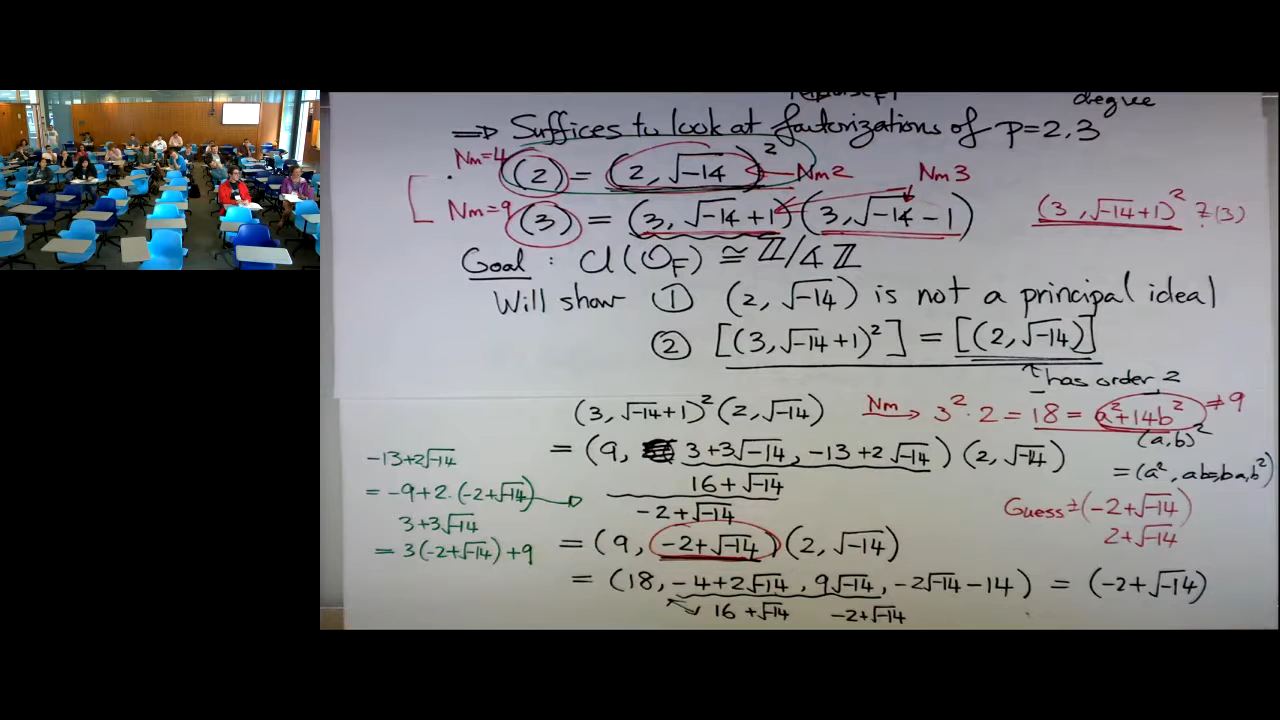 degree
⟹ Suffices to look at factorizations of p=2,3
Nm=4 (2) = (2, √-14)² ← Nm2 Nm3
Nm=9 (3) = (3, √-14+1)(3, √-14-1) (3, √-14+1)² ? (3)
Goal: Cl(O_F) ≅ ℤ/4ℤ
Will show ① (2, √-14) is not a principal ideal
② [(3, √-14+1)²] = [(2, √-14)]
↑ has order 2
(3, √-14+1)²(2, √-14) Nm → 3²·2 = 18 = a²+14b² ≠ 9
(a,b)²
= (9, 3+3√-14, -13+2√-14)(2, √-14)
= (a², ab=ba, b²)
-13+2√-14
= -9+2·(-2+√-14)
3+3√-14
= 3(-2+√-14)+9
16+√-14
-2+√-14
Guess ±(-2+√-14)
2+√-14
= (9, -2+√-14)(2, √-14)
= (18, -4+2√-14, 9√-14, -2√-14-14) = (-2+√-14)
16+√-14 -2+√-14